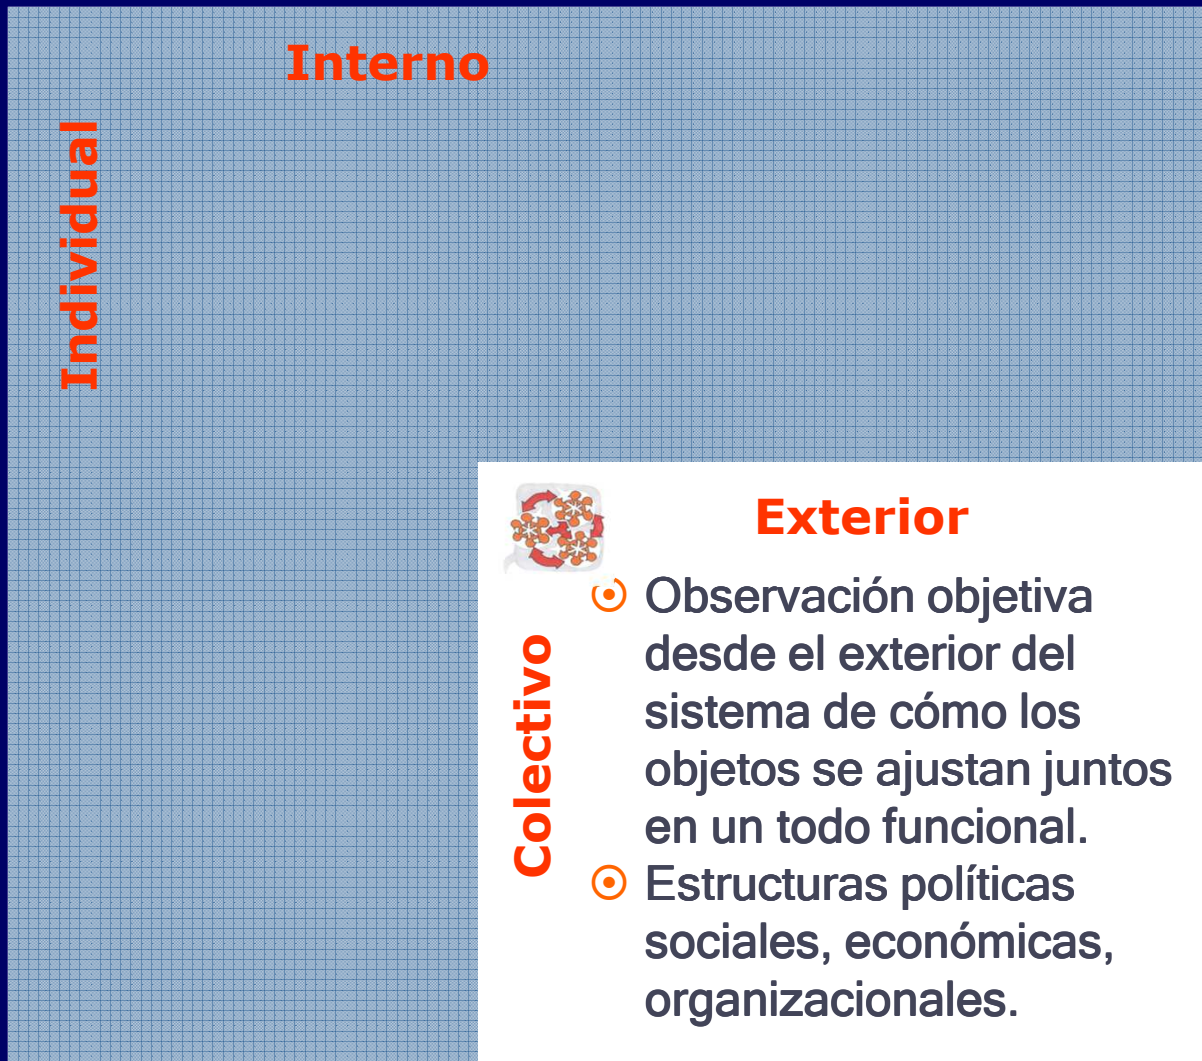 Interno
Individual
Exterior
Colectivo
Observación objetiva
desde el exterior del
sistema de cómo los
objetos se ajustan juntos
en un todo funcional.
Estructuras políticas
sociales, económicas,
organizacionales.